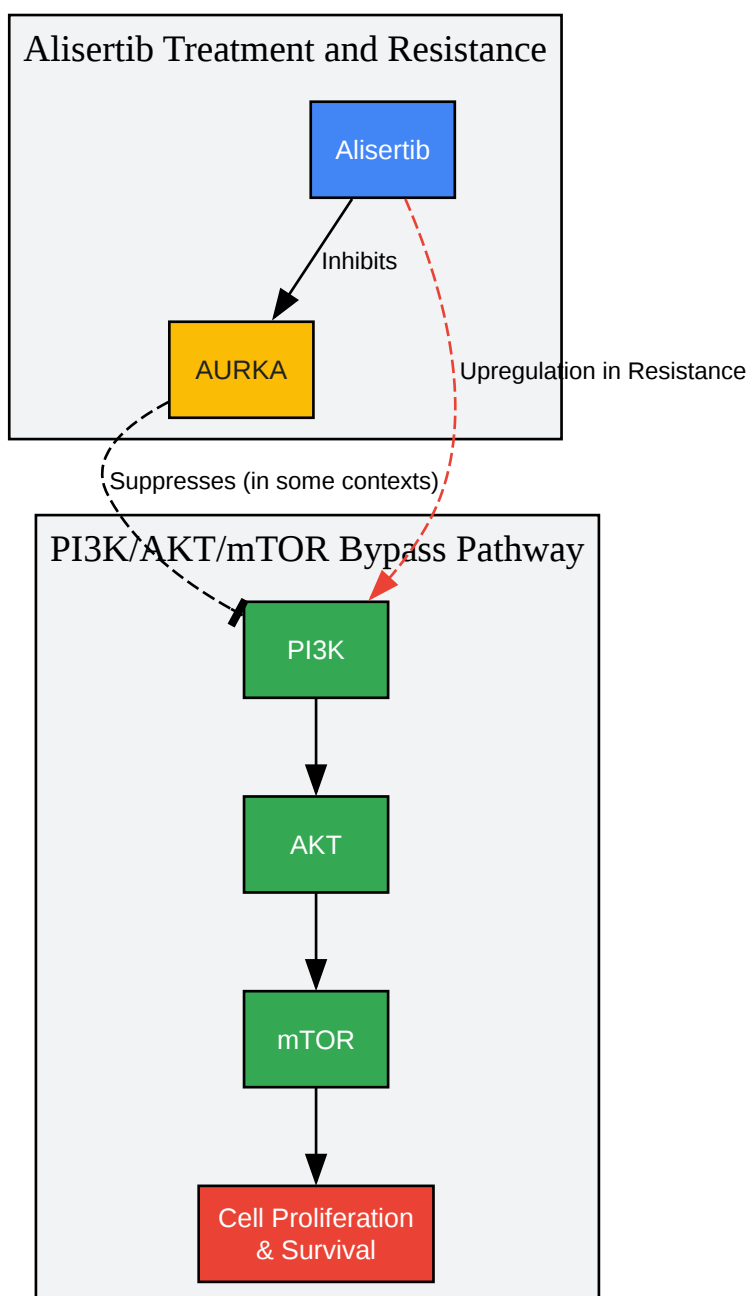 Alisertib Treatment and Resistance
Alisertib
Inhibits
AURKA
Upregulation in Resistance
Suppresses (in some contexts)
PI3K/AKT/mTOR Bypass Pathway
PI3K
AKT
mTOR
Cell Proliferation
& Survival